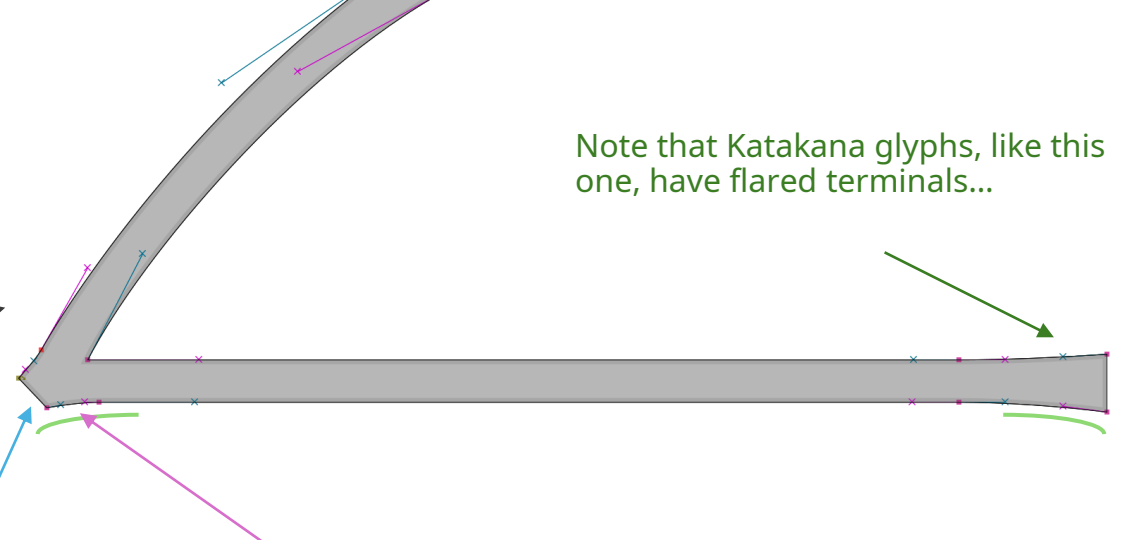 Note that Katakana glyphs, like this
one, have flared terminals...